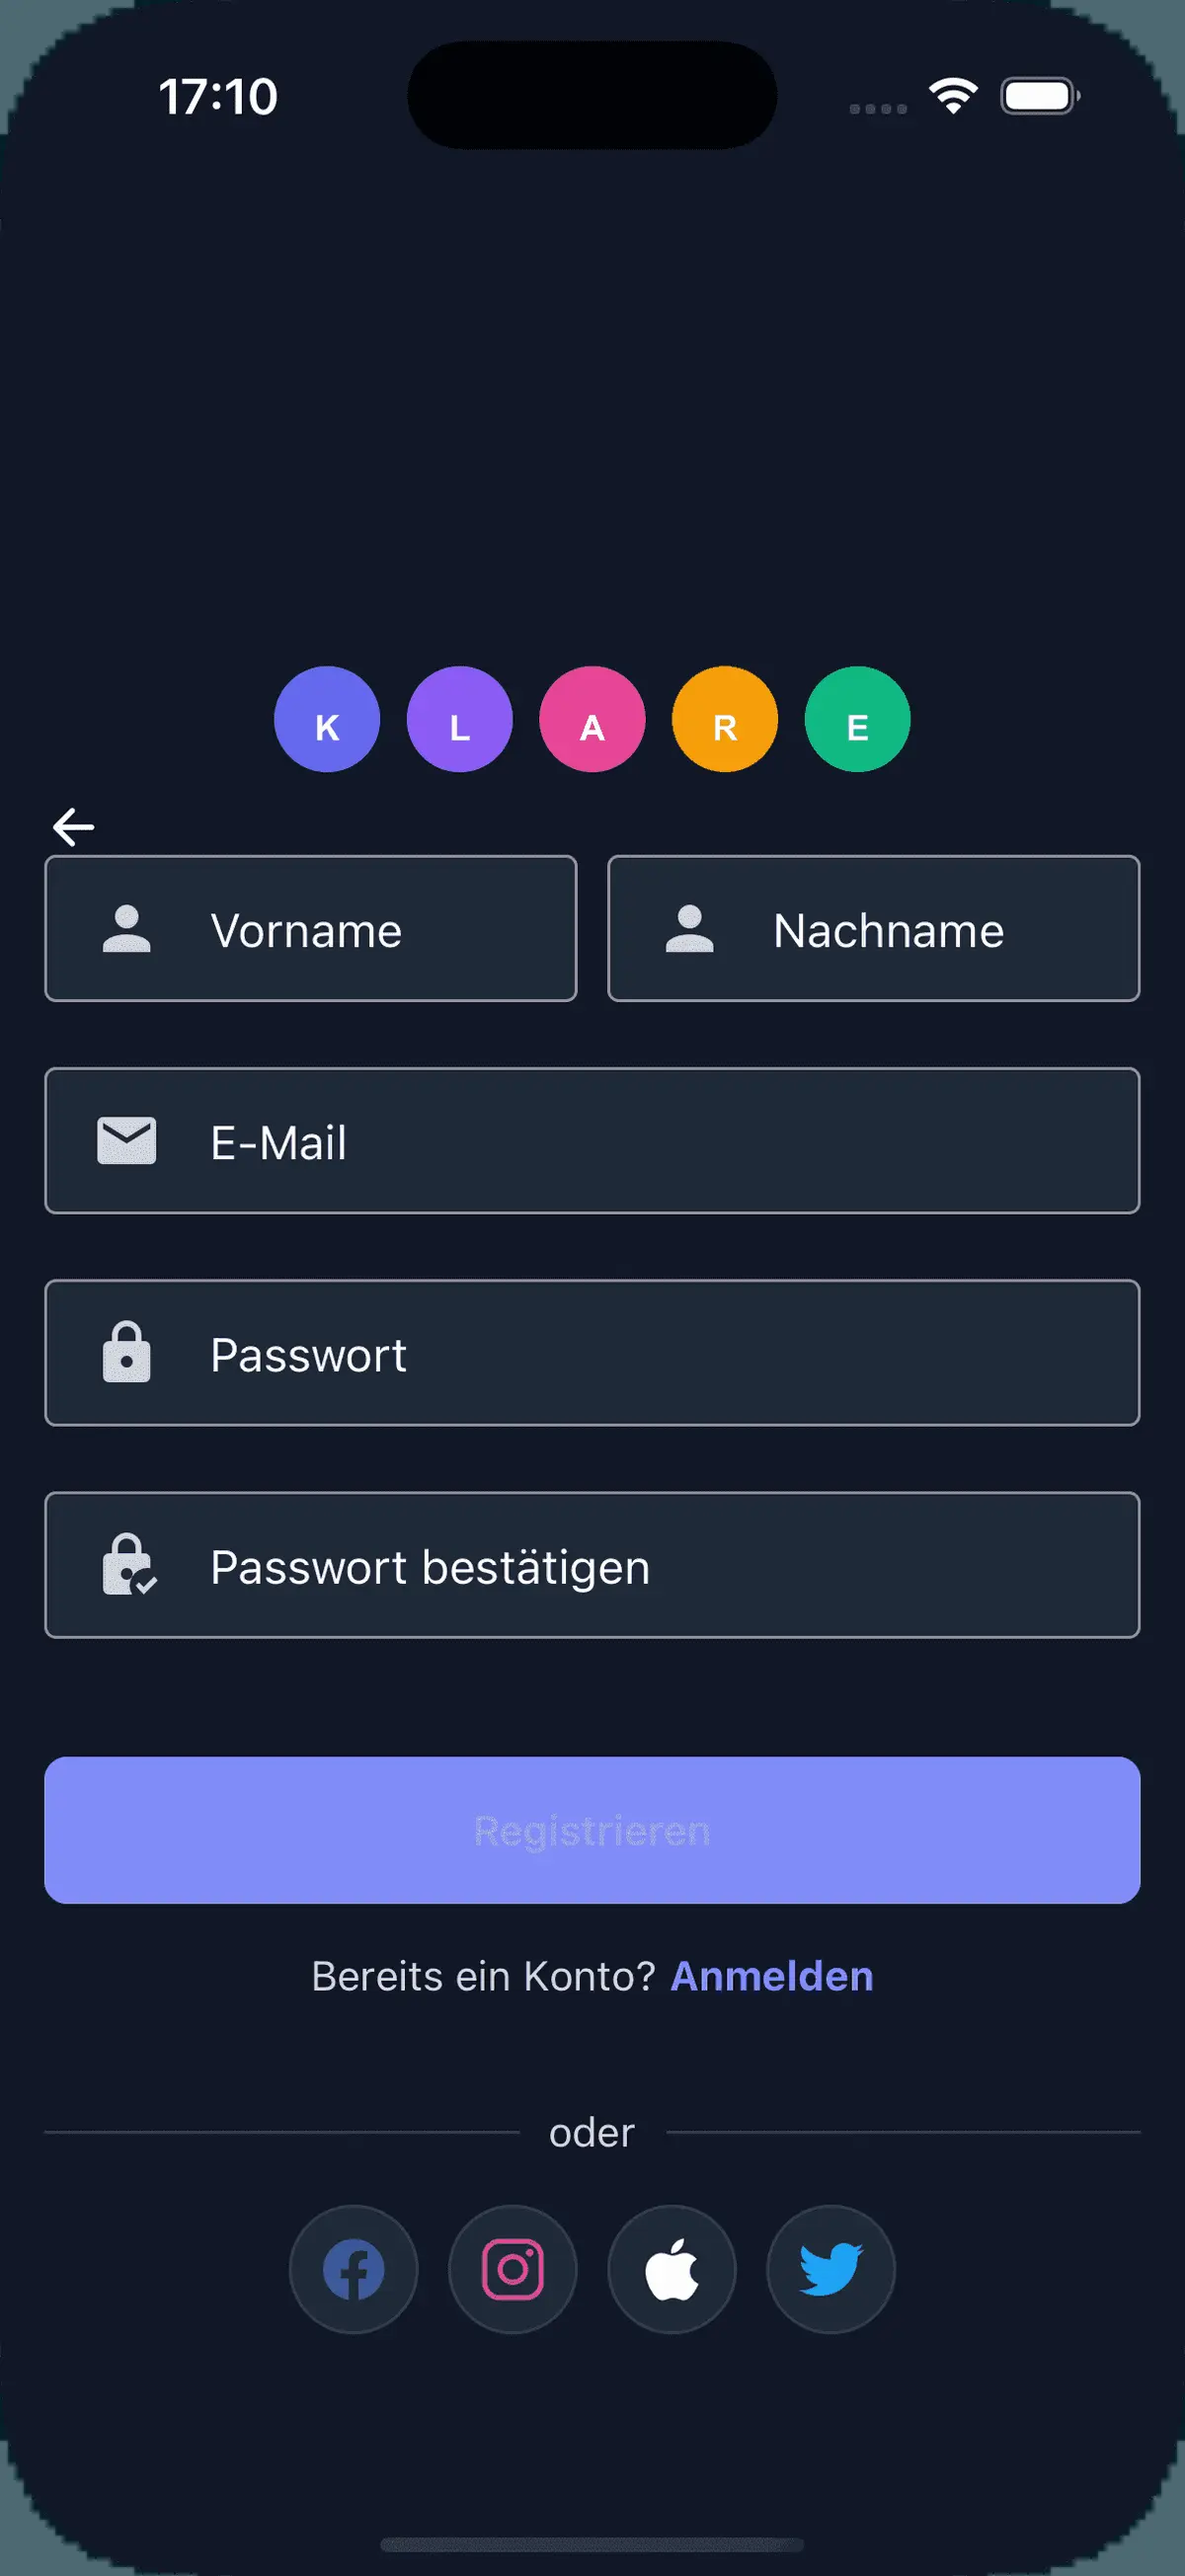 17:10
K L A R E
Vorname Nachname
E-Mail
Passwort
Passwort bestätigen
Registrieren
Bereits ein Konto? Anmelden
oder